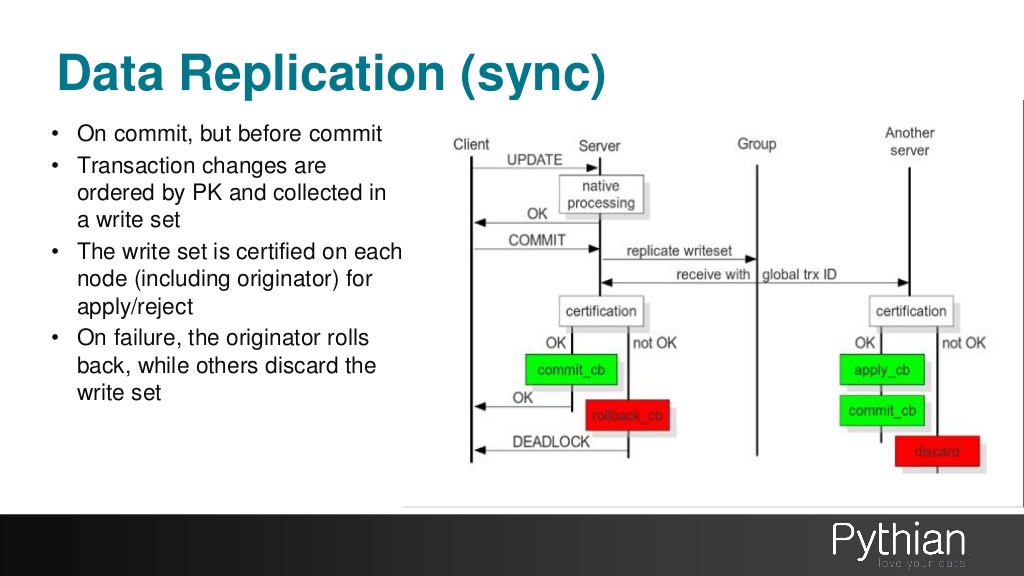 Data Replication (sync)
• On commit, but before commit
• Transaction changes are
ordered by PK and collected in
a write set
• The write set is certified on each
node (including originator) for
apply/reject
• On failure, the originator rolls
back, while others discard the
write set
Client
Server
Group
Another
server
UPDATE
native
processing
OK
COMMIT
replicate writeset
receive with global trx ID
certification
certification
OK
not OK
OK
not OK
commit_cb
apply_cb
OK
rollback_cb
commit_cb
DEADLOCK
discard
Pythian
love your data